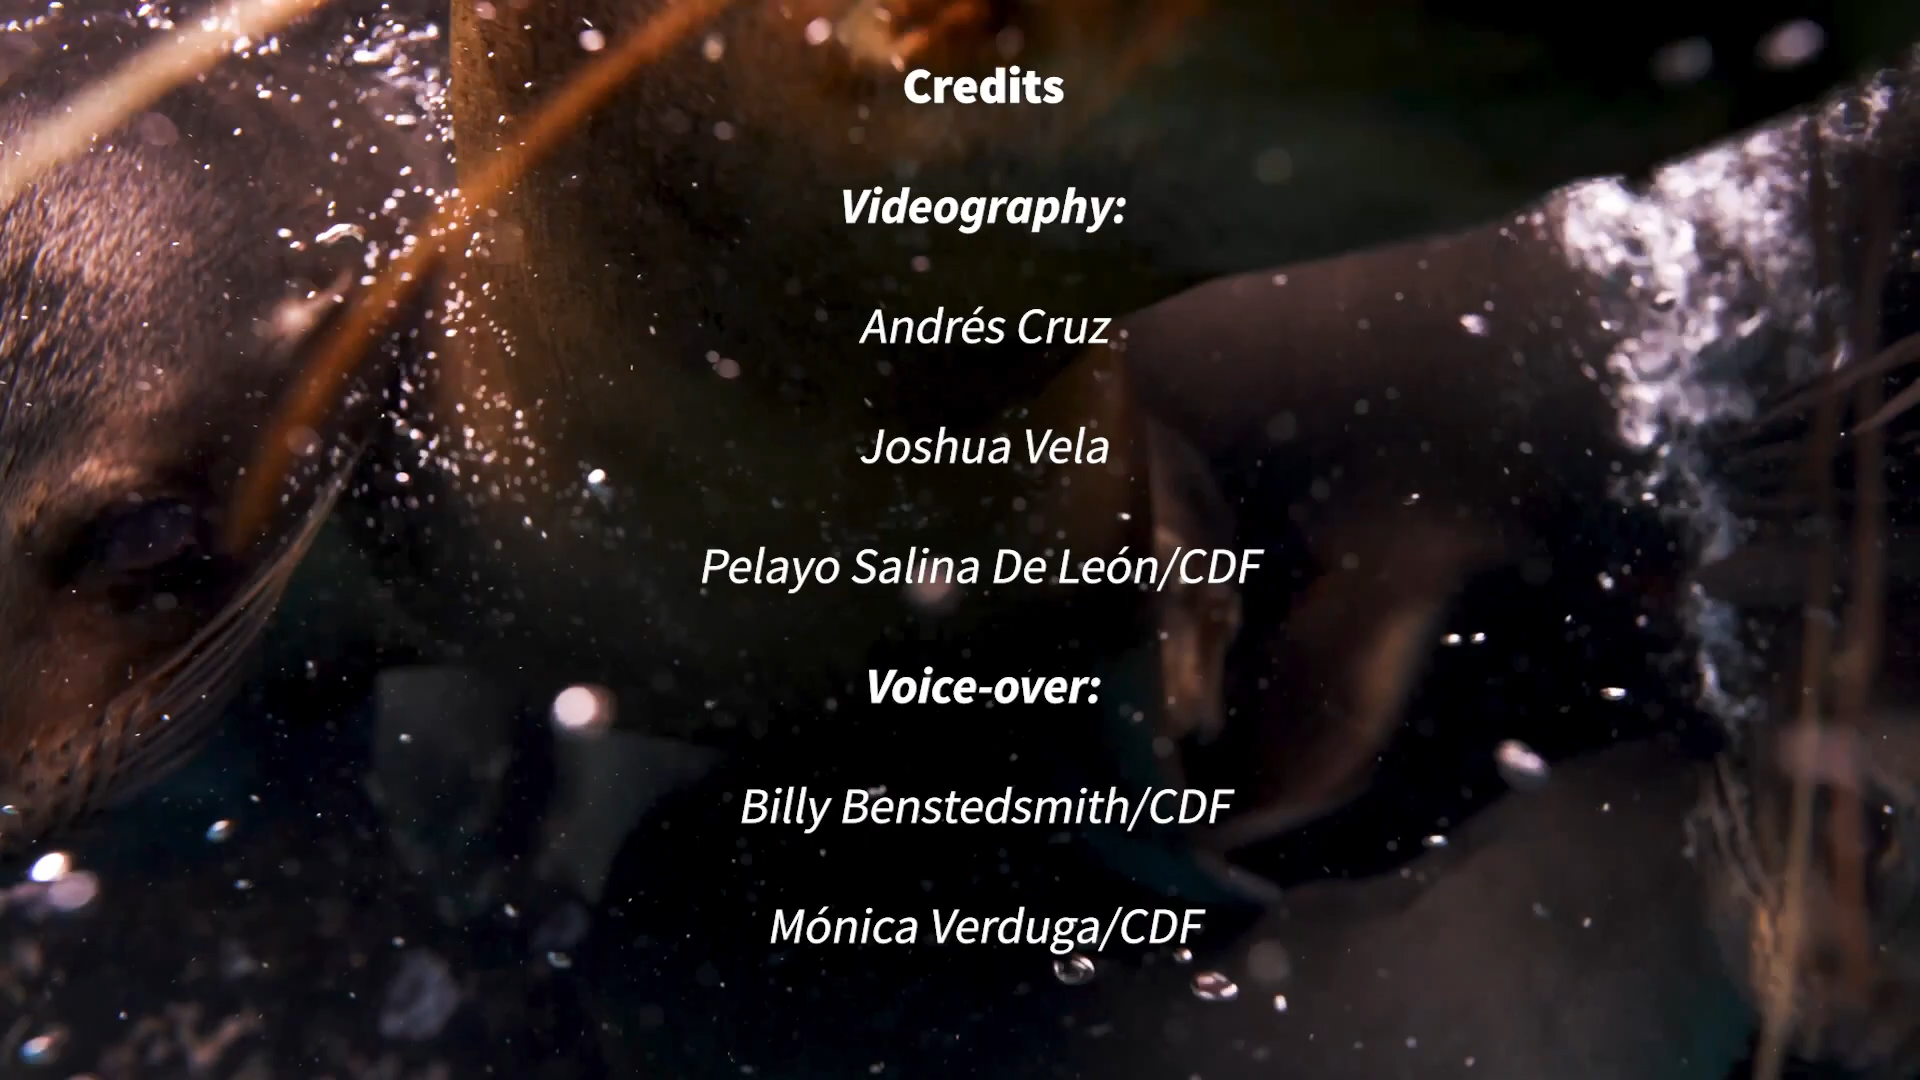 Credits
Videography:
Andrés Cruz
Joshua Vela
Pelayo Salina De León/CDF
Voice-over:
Billy Benstedsmith/CDF
Mónica Verduga/CDF